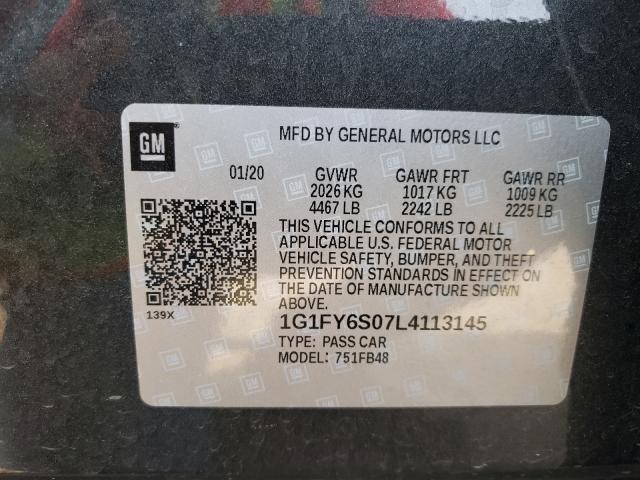 GM
MFD BY GENERAL MOTORS LLC
01/20 GVWR GAWR FRT GAWR RR
2026 KG 1017 KG 1009 KG
4467 LB 2242 LB 2225 LB
THIS VEHICLE CONFORMS TO ALL
APPLICABLE U.S. FEDERAL MOTOR
VEHICLE SAFETY, BUMPER, AND THEFT
PREVENTION STANDARDS IN EFFECT ON
THE DATE OF MANUFACTURE SHOWN
ABOVE.
139X
1G1FY6S07L4113145
TYPE: PASS CAR
MODEL: 751FB48